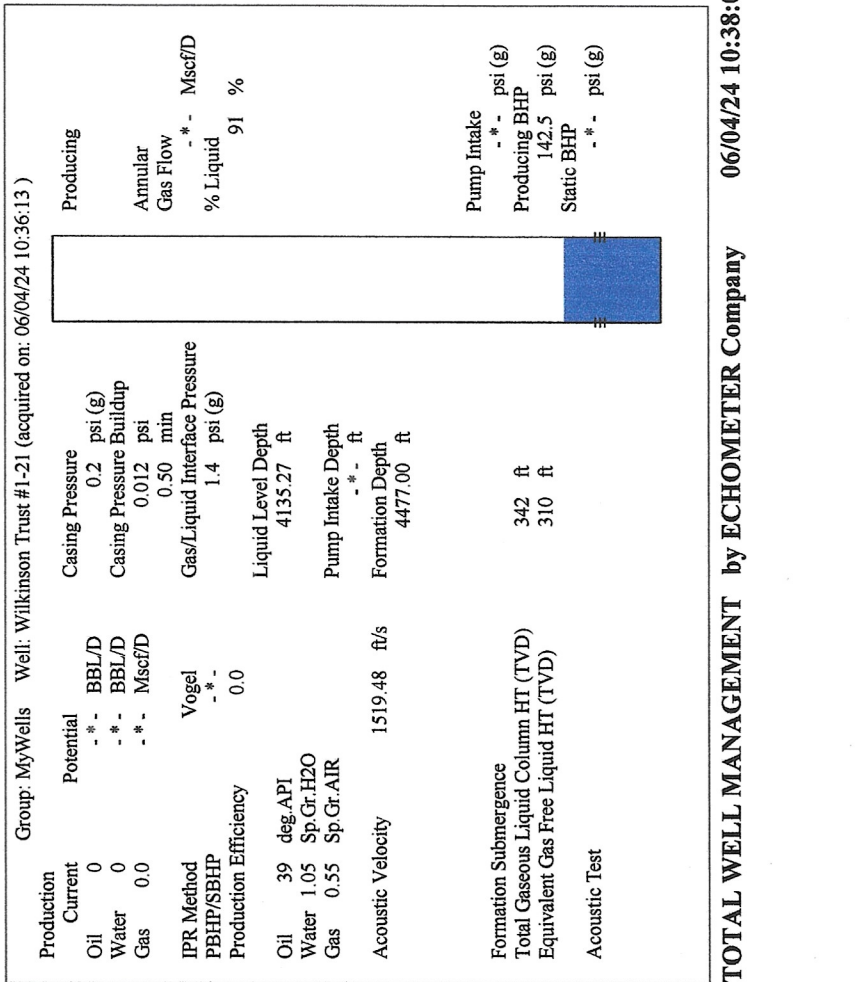 Group: MyWells Well: Wilkinson Trust #1-21 (acquired on: 06/04/24 10:36:13 )
Production
Current Potential
Oil 0 - * - BBL/D
Water 0 - * - BBL/D
Gas 0.0 - * - Mscf/D
IPR Method Vogel
PBHP/SBHP - * -
Production Efficiency 0.0
Oil 39 deg.API
Water 1.05 Sp.Gr.H2O
Gas 0.55 Sp.Gr.AIR
Acoustic Velocity 1519.48 ft/s
Formation Submergence
Total Gaseous Liquid Column HT (TVD) 342 ft
Equivalent Gas Free Liquid HT (TVD) 310 ft
Acoustic Test
Casing Pressure
0.2 psi (g)
Casing Pressure Buildup
0.012 psi
0.50 min
Gas/Liquid Interface Pressure
1.4 psi (g)
Liquid Level Depth
4135.27 ft
Pump Intake Depth
- * - ft
Formation Depth
4477.00 ft
Producing
Annular
Gas Flow
- * - Mscf/D
% Liquid
91 %
Pump Intake
- * - psi (g)
Producing BHP
142.5 psi (g)
Static BHP
- * - psi (g)
TOTAL WELL MANAGEMENT by ECHOMETER Company 06/04/24 10:38: